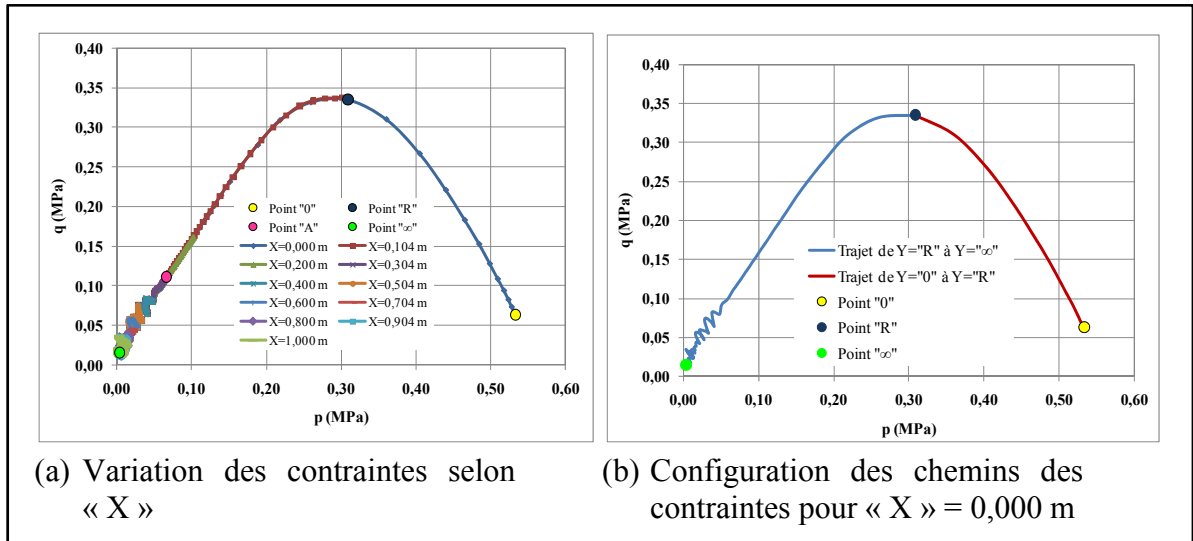 0,40
0,35
0,30
0,25
0,20
0,15
0,10
0,05
0,00
q (MPa)
0,00 0,10 0,20 0,30 0,40 0,50 0,60
p (MPa)
Point "0" Point "R"
Point "A" Point "∞"
X=0,000 m X=0,104 m
X=0,200 m X=0,304 m
X=0,400 m X=0,504 m
X=0,600 m X=0,704 m
X=0,800 m X=0,904 m
X=1,000 m
(a) Variation des contraintes selon
« X »
0,40
0,35
0,30
0,25
0,20
0,15
0,10
0,05
0,00
q (MPa)
0,00 0,10 0,20 0,30 0,40 0,50 0,60
p (MPa)
Trajet de Y="R" à Y="∞"
Trajet de Y="0" à Y="R"
Point "0"
Point "R"
Point "∞"
(b) Configuration des chemins des
contraintes pour « X » = 0,000 m